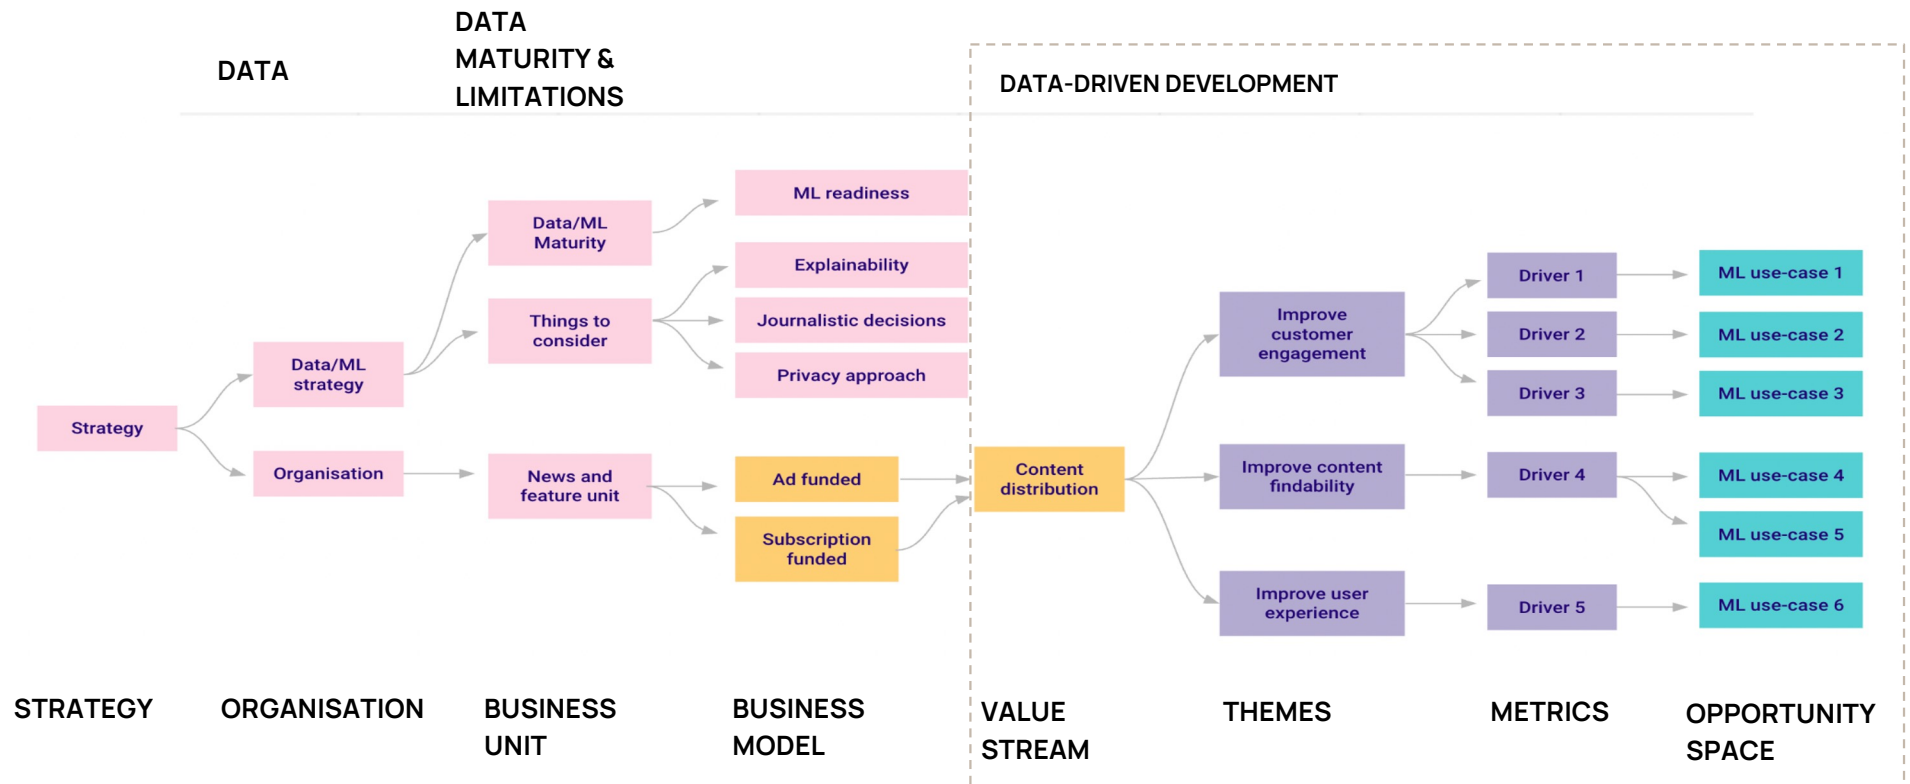 DATA
DATA
MATURITY &
LIMITATIONS
DATA-DRIVEN DEVELOPMENT
Strategy
Data/ML
strategy
Organisation
Data/ML
Maturity
Things to
consider
News and
feature unit
ML readiness
Explainability
Journalistic decisions
Privacy approach
Ad funded
Subscription
funded
Content
distribution
Improve
customer
engagement
Improve content
findability
Improve user
experience
Driver 1
Driver 2
Driver 3
Driver 4
Driver 5
ML use-case 1
ML use-case 2
ML use-case 3
ML use-case 4
ML use-case 5
ML use-case 6
STRATEGY
ORGANISATION
BUSINESS
UNIT
BUSINESS
MODEL
VALUE
STREAM
THEMES
METRICS
OPPORTUNITY
SPACE